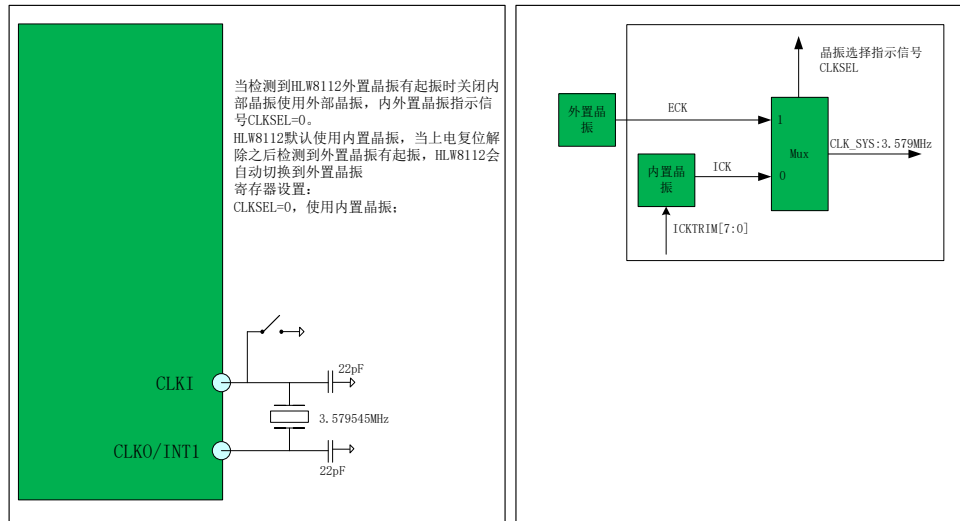 当检测到HLW8112外置晶振有起振时关闭内
部晶振使用外部晶振，内外置晶振指示信
号CLKSEL=0。
HLW8112默认使用内置晶振，当上电复位解
除之后检测到外置晶振有起振，HLW8112会
自动切换到外置晶振
寄存器设置：
CLKSEL=0，使用内置晶振；
22pF
CLKI
3.579545MHz
CLKO/INT1
22pF
晶振选择指示信号
CLKSEL
外置晶
振
ECK
1
Mux
CLK_SYS:3.579MHz
内置晶
振
ICK
0
ICKTRIM[7:0]